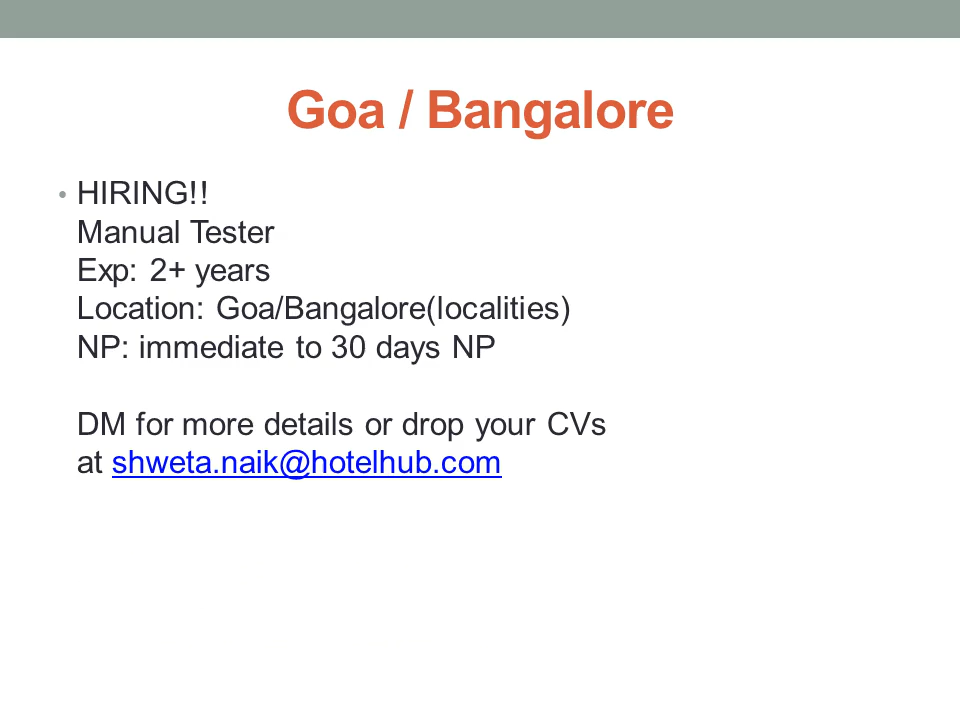 Goa / Bangalore
• HIRING!!
Manual Tester
Exp: 2+ years
Location: Goa/Bangalore(localities)
NP: immediate to 30 days NP
DM for more details or drop your CVs
at shweta.naik@hotelhub.com